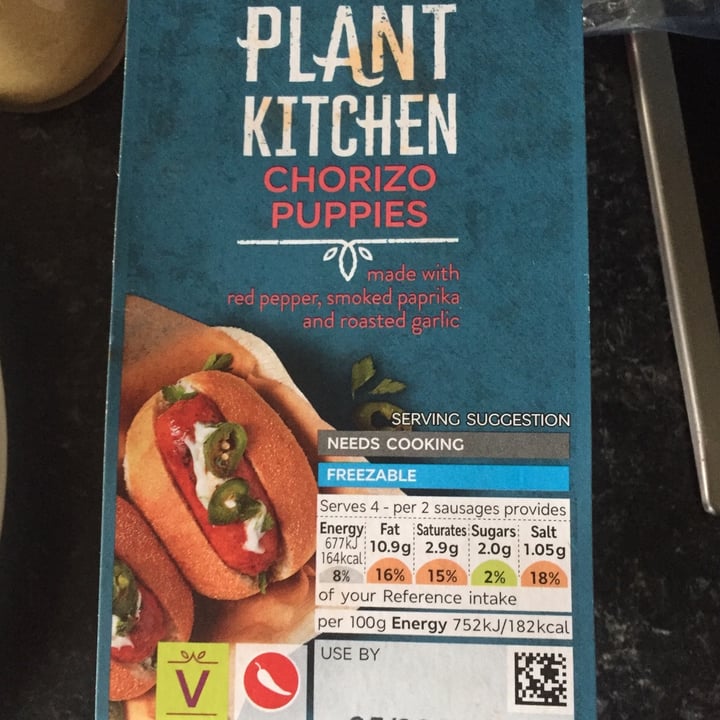 PLANT
KITCHEN
CHORIZO
PUPPIES
made with
red pepper, smoked paprika
and roasted garlic
SERVING SUGGESTION
NEEDS COOKING
FREEZABLE
Serves 4 - per 2 sausages provides
Energy Fat Saturates Sugars Salt
677kJ 10.9g 2.9g 2.0g 1.05g
164kcal
8% 16% 15% 2% 18%
of your Reference intake
per 100g Energy 752kJ/182kcal
USE BY
V